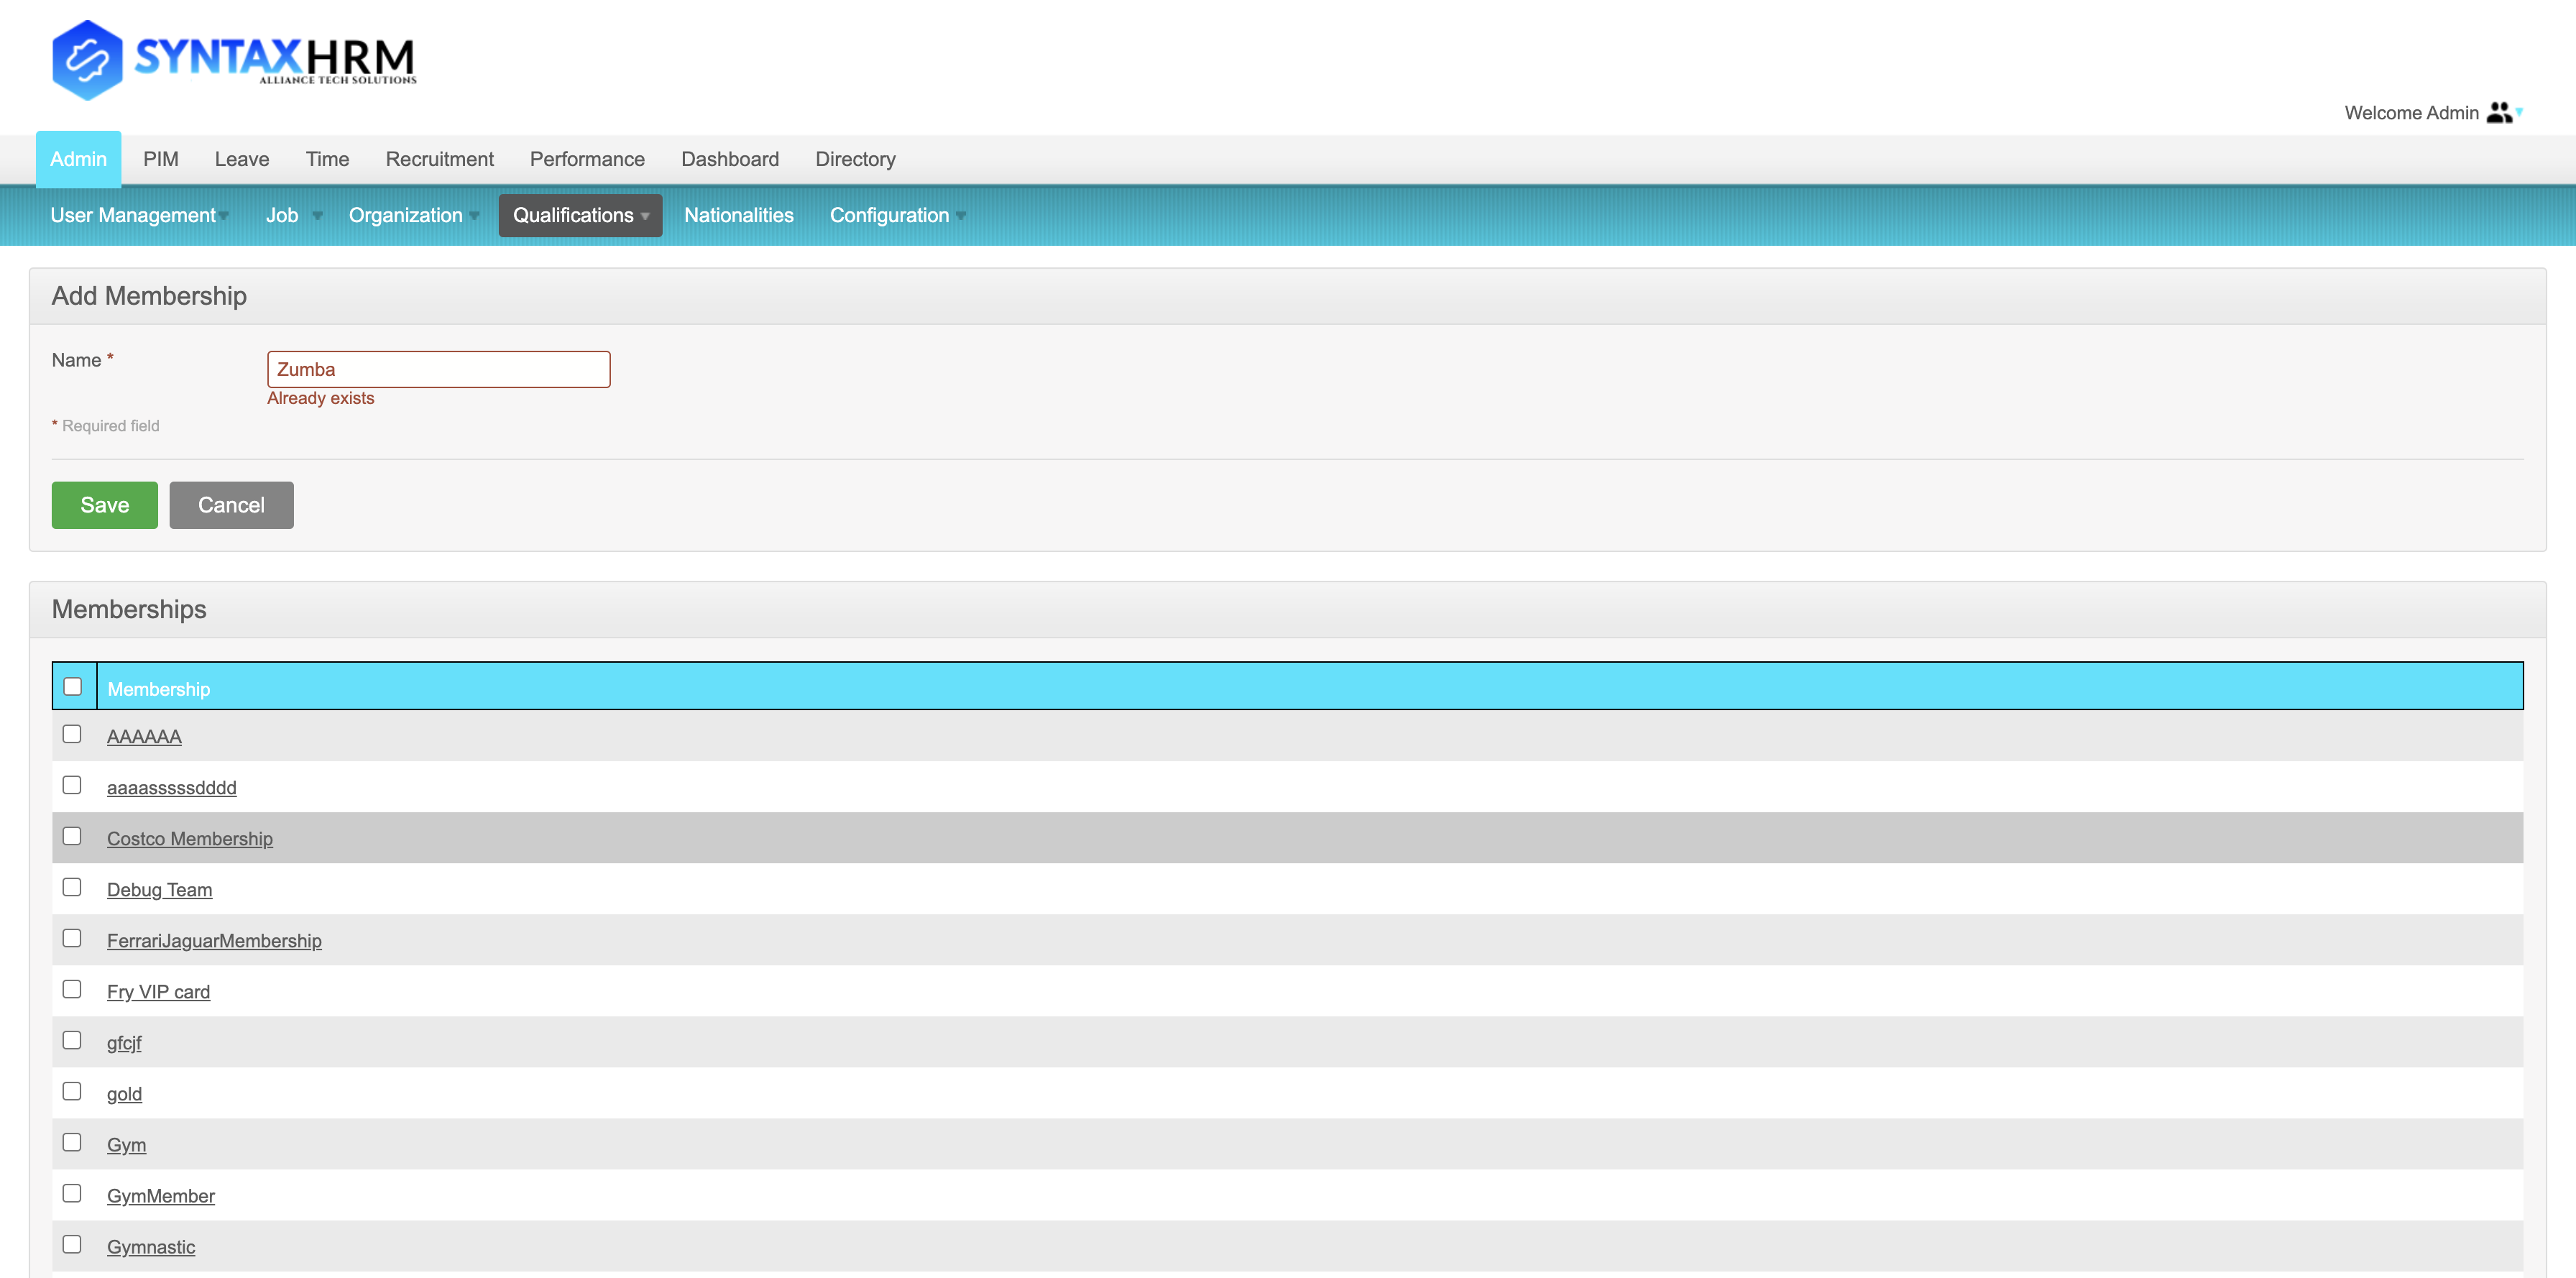 SYNTAXHRM
ALLIANCE TECH SOLUTIONS
Welcome Admin
Admin PIM Leave Time Recruitment Performance Dashboard Directory
User Management Job Organization Qualifications Nationalities Configuration
Add Membership
Name * Zumba
Already exists
* Required field
Save Cancel
Memberships
Membership
AAAAAA
aaaasssssdddd
Costco Membership
Debug Team
FerrariJaguarMembership
Fry VIP card
gfcjf
gold
Gym
GymMember
Gymnastic